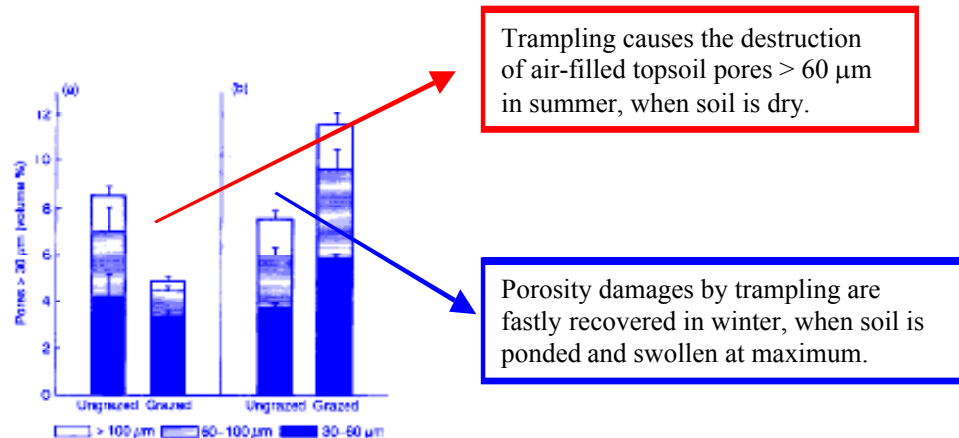 Trampling causes the destruction
of air-filled topsoil pores > 60 μm
in summer, when soil is dry.
(a) (b)
Pores > 30 μm (volume %)
12
10
8
6
4
2
0
Ungrazed Grazed Ungrazed Grazed
> 100 μm 60–100 μm 30–60 μm
Porosity damages by trampling are
fastly recovered in winter, when soil is
ponded and swollen at maximum.